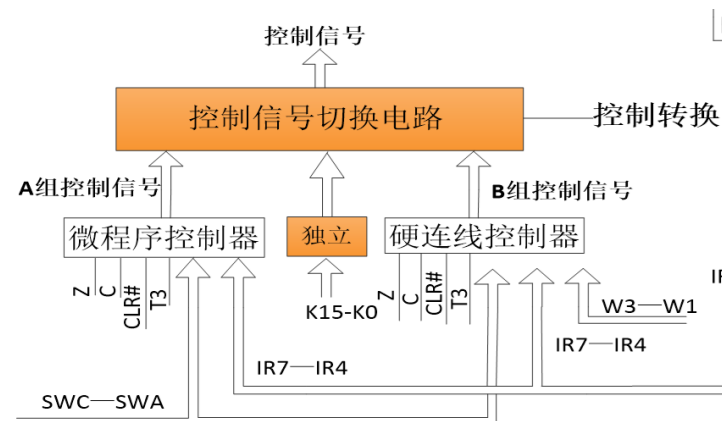 控制信号
控制信号切换电路
控制转换
A组控制信号
B组控制信号
微程序控制器
独立
硬连线控制器
Z
C
CLR#
T3
K15-K0
Z
C
CLR#
T3
W3—W1
IR7—IR4
IR7—IR4
SWC—SWA